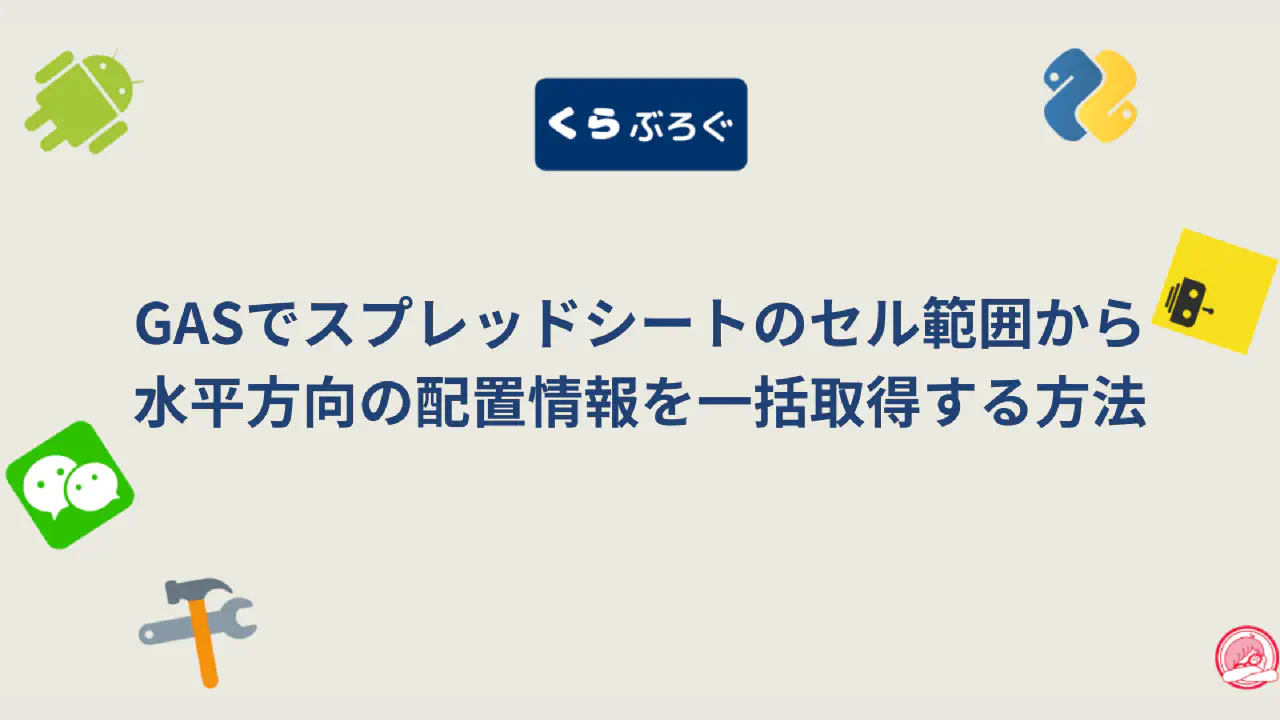 くらぶろぐ
GASでスプレッドシートのセル範囲から
水平方向の配置情報を一括取得する方法